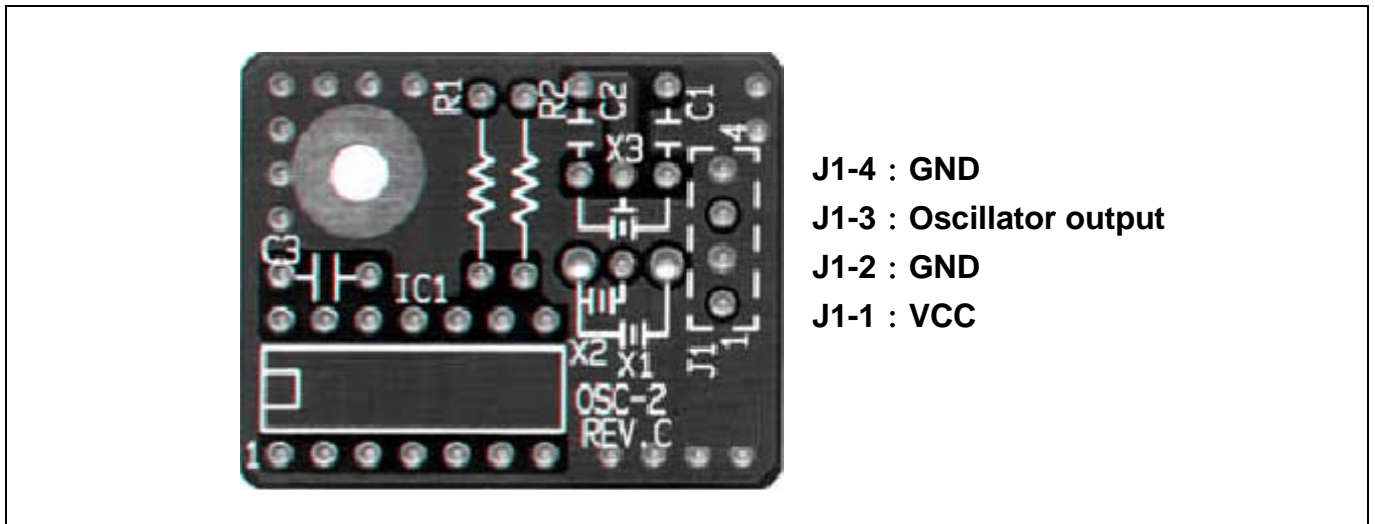 R1
R2
C2
C1
X3
4
C3
IC1
X2
X1
J1
1
OSC-2
REV.C
1
J1-4：GND
J1-3：Oscillator output
J1-2：GND
J1-1：VCC